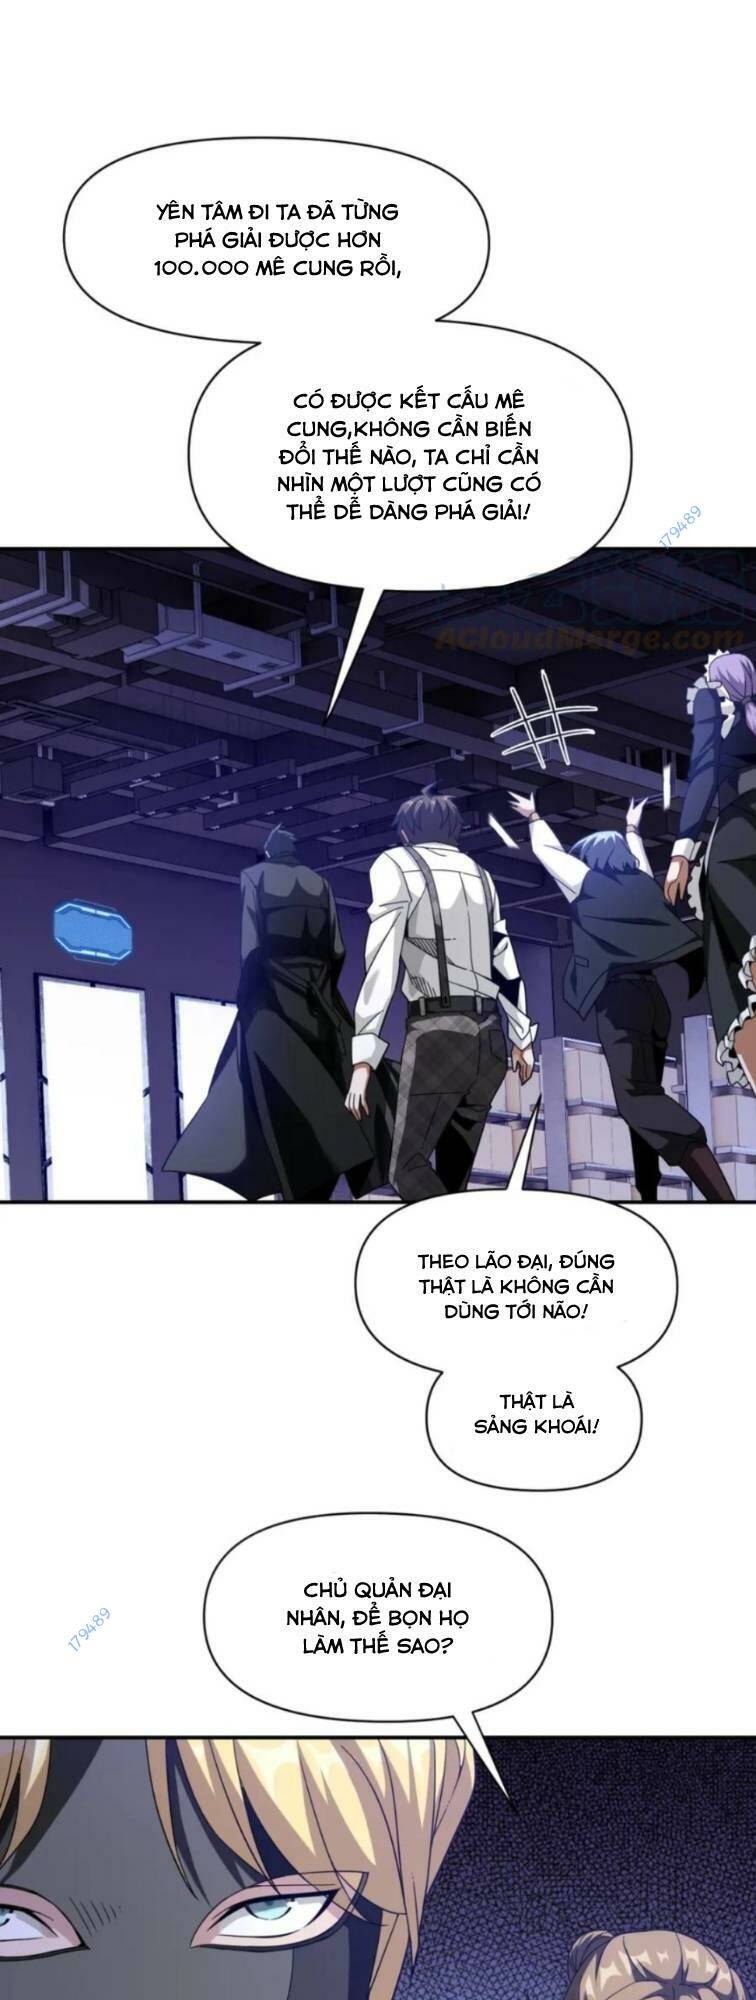 YÊN TÂM ĐI TA ĐÃ TỪNG
PHÁ GIẢI ĐƯỢC HƠN
100.000 MÊ CUNG RỒI,
CÓ ĐƯỢC KẾT CẤU MÊ
CUNG,KHÔNG CẦN BIẾN
ĐỔI THẾ NÀO, TA CHỈ CẦN
NHÌN MỘT LƯỢT CŨNG CÓ
THỂ DỄ DÀNG PHÁ GIẢI!
179489
ACloudMerge.com
THEO LÃO ĐẠI, ĐÚNG
THẬT LÀ KHÔNG CẦN
DÙNG TỚI NÃO!
THẬT LÀ
SẢNG KHOÁI!
CHỦ QUẢN ĐẠI
NHÂN, ĐỂ BỌN HỌ
LÀM THẾ SAO?
179489